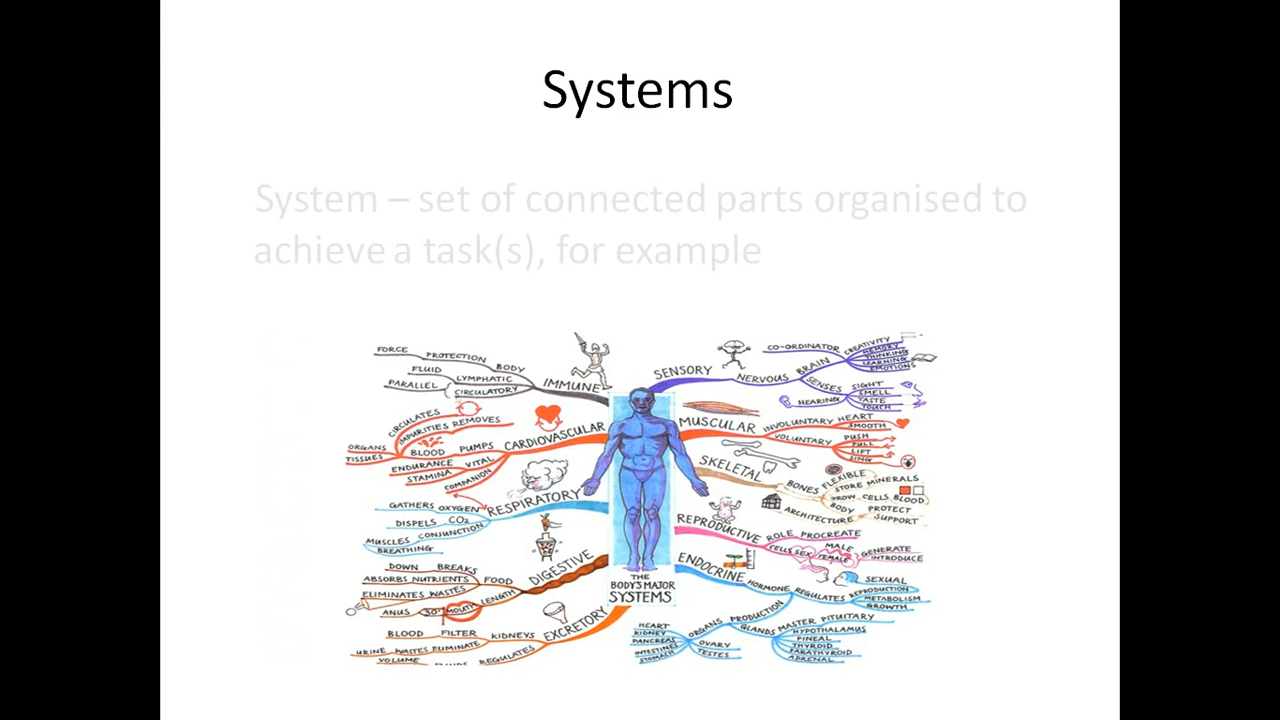 Systems
System – set of connected parts organised to
achieve a task(s), for example
FORCE
PROTECTION
BODY
FLUID
LYMPHATIC
PARALLEL
CIRCULATORY
IMMUNE
CIRCULATES
IMPURITIES REMOVES
ORGANS
TISSUES
BLOOD
PUMPS
CARDIOVASCULAR
ENDURANCE
VITAL
STAMINA
COMPANION
GATHERS OXYGEN
RESPIRATORY
DISPELS CO2
MUSCLES CONJUNCTION
BREATHING
DOWN BREAKS
ABSORBS NUTRIENTS
FOOD
DIGESTIVE
ELIMINATES WASTES
ANUS
30'
MOUTH
LENGTH
BLOOD
FILTER
KIDNEYS
EXCRETORY
URINE WASTES ELIMINATE
VOLUME
REGULATES
THE
BODY'S MAJOR
SYSTEMS
SENSORY
NERVOUS
BRAIN
CO-ORDINATOR
CREATIVITY
MEMORY
THINKING
LEARNING
EMOTIONS
SENSES
SIGHT
SMELL
TASTE
TOUCH
HEARING
MUSCULAR
INVOLUNTARY
HEART
SMOOTH
VOLUNTARY
PUSH
PULL
LIFT
SING
SKELETAL
BONES
FLEXIBLE
STORE MINERALS
GROW CELLS BLOOD
BODY PROTECT
ARCHITECTURE
SUPPORT
REPRODUCTIVE
ROLE PROCREATE
CELLS SEX
MALE
FEMALE
GENERATE
INTRODUCE
ENDOCRINE
HORMONE
REGULATES
SEXUAL
REPRODUCTION
METABOLISM
GROWTH
PRODUCTION
ORGANS
HEART
KIDNEY
PANCREAS
INTESTINES
STOMACH
OVARY
TESTES
GLANDS
MASTER PITUITARY
HYPOTHALAMUS
PINEAL
THYROID
PARATHYROID
ADRENAL